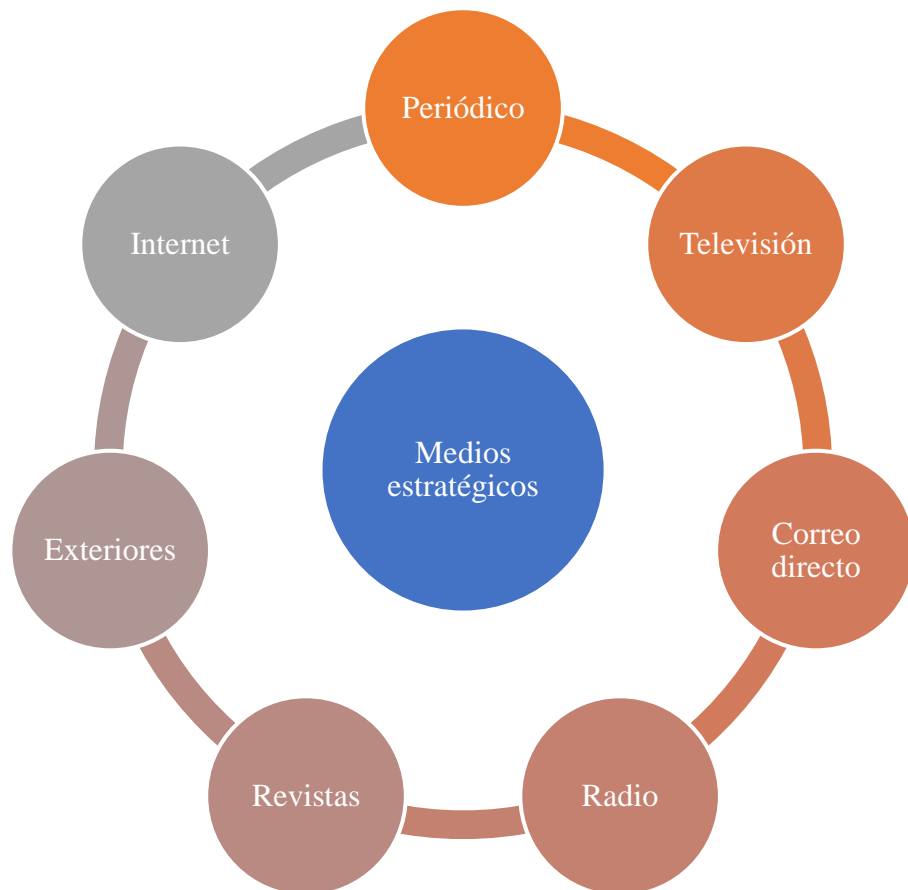 Periódico
Internet
Televisión
Medios
estratégicos
Exteriores
Correo
directo
Revistas
Radio